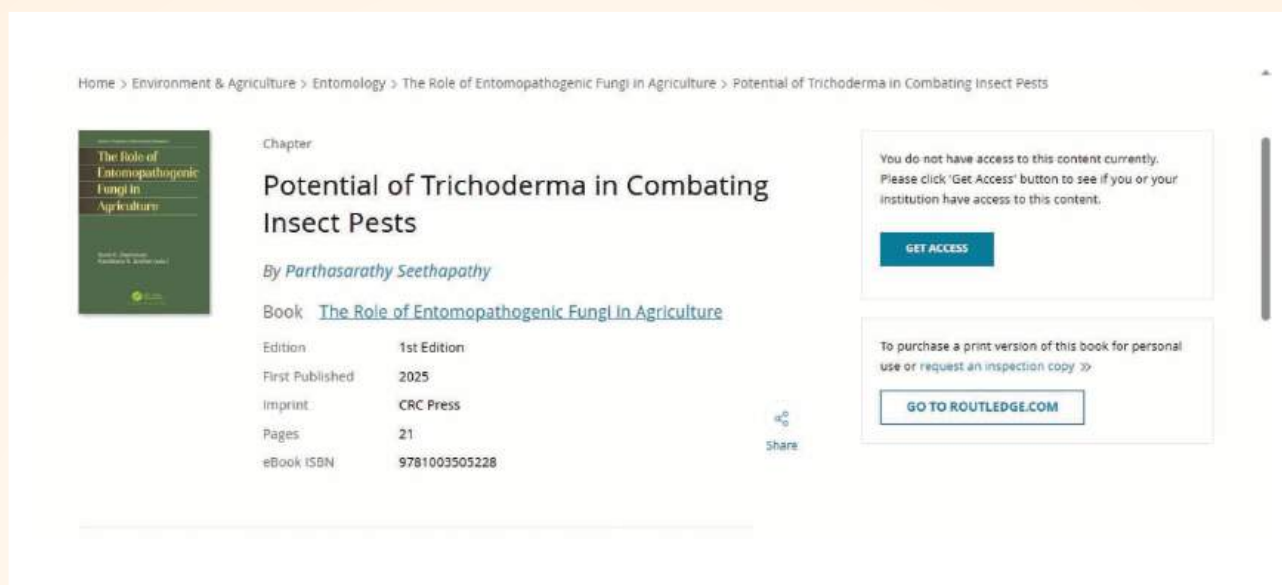 Home > Environment & Agriculture > Entomology > The Role of Entomopathogenic Fungi in Agriculture > Potential of Trichoderma in Combating Insect Pests
The Role of
Entomopathogenic
Fungi in
Agriculture
Chapter
Potential of Trichoderma in Combating
Insect Pests
By Parthasarathy Seethapathy
Book The Role of Entomopathogenic Fungi in Agriculture
Edition 1st Edition
First Published 2025
Imprint CRC Press
Pages 21
eBook ISBN 9781003505228
Share
You do not have access to this content currently.
Please click 'Get Access' button to see if you or your
institution have access to this content.
GET ACCESS
To purchase a print version of this book for personal
use or request an inspection copy >>
GO TO ROUTLEDGE.COM